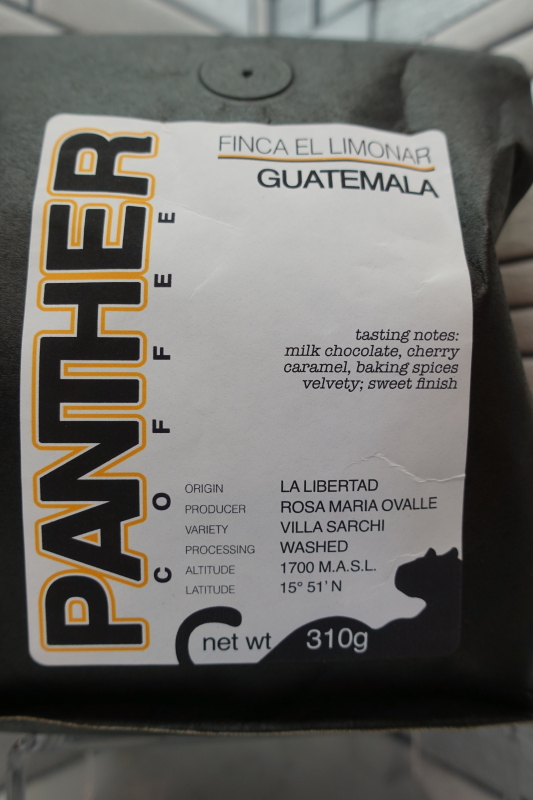 PANTHER
COFFEE
FINCA EL LIMONAR
GUATEMALA
tasting notes:
milk chocolate, cherry
caramel, baking spices
velvety; sweet finish
ORIGIN LA LIBERTAD
PRODUCER ROSA MARIA OVALLE
VARIETY VILLA SARCHI
PROCESSING WASHED
ALTITUDE 1700 M.A.S.L.
LATITUDE 15° 51' N
net wt 310g